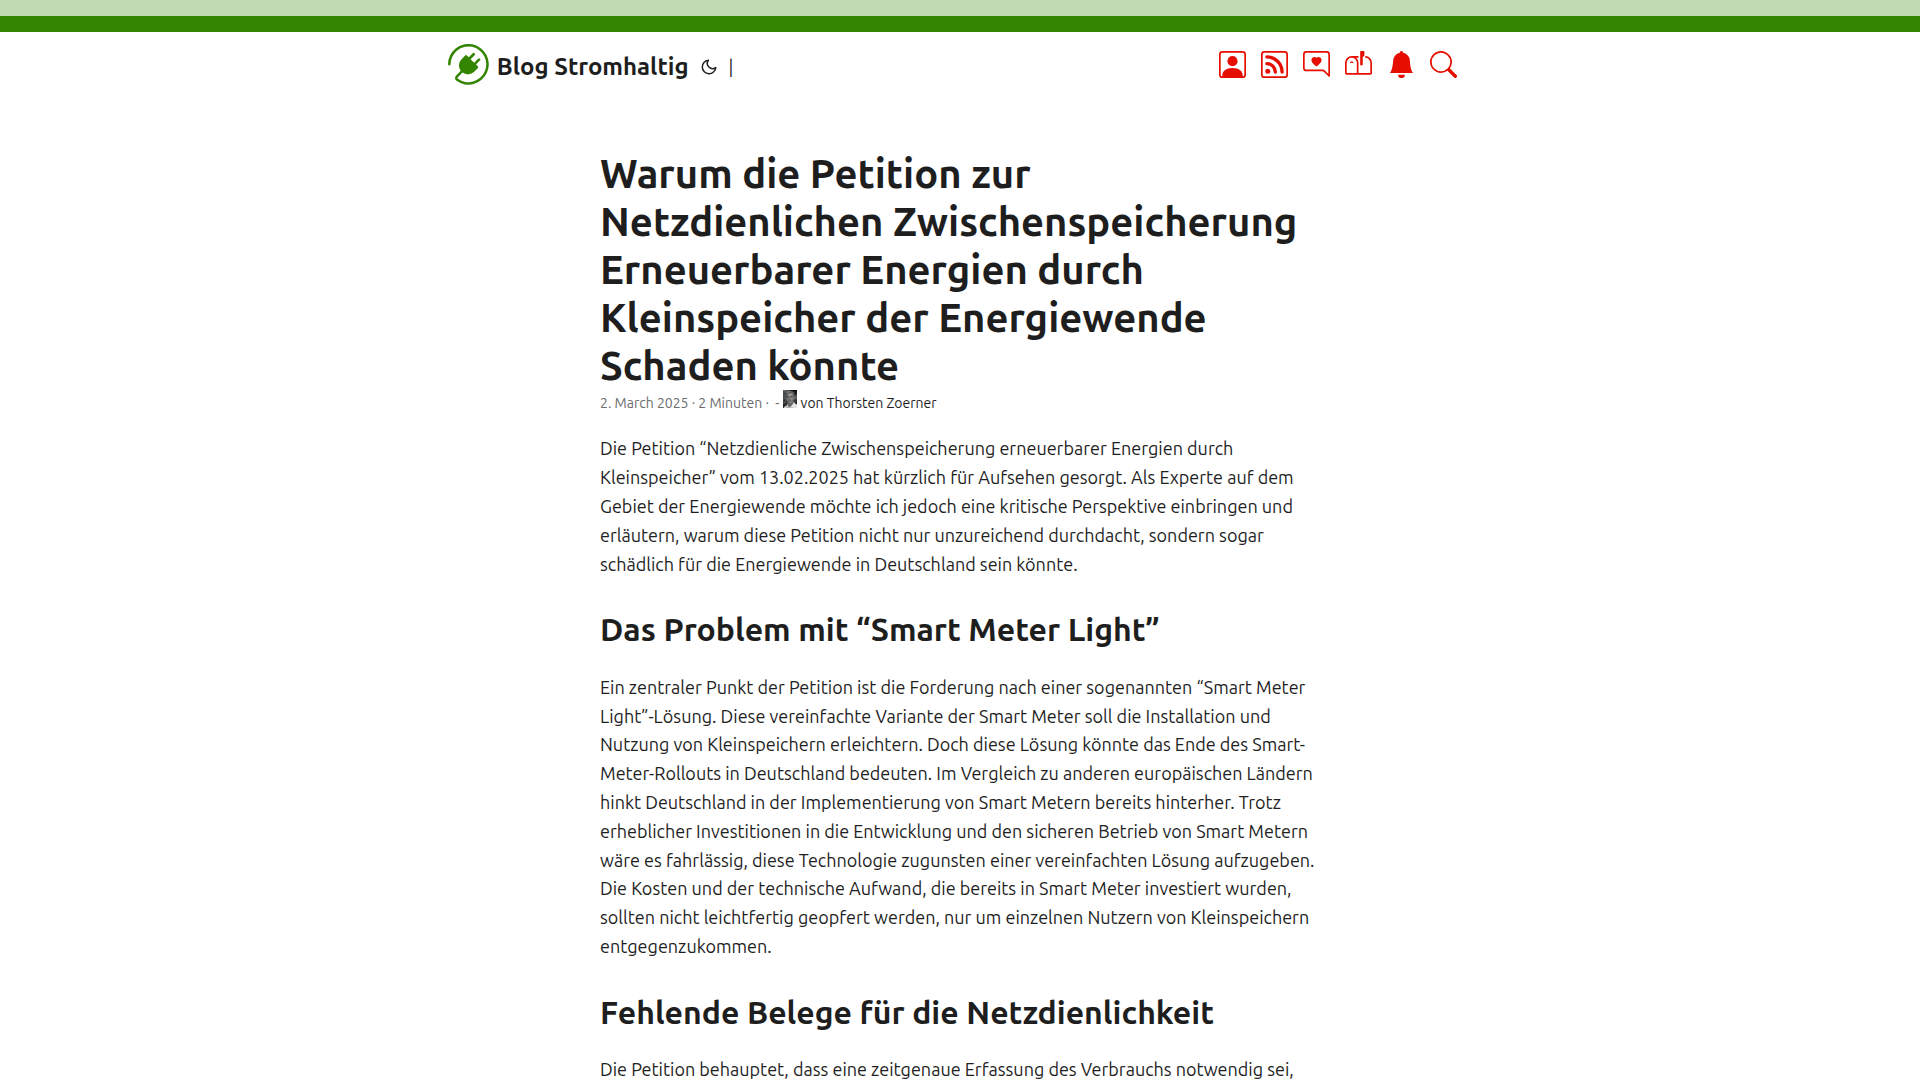 Blog Stromhaltig |
Warum die Petition zur
Netzdienlichen Zwischenspeicherung
Erneuerbarer Energien durch
Kleinspeicher der Energiewende
Schaden könnte
2. March 2025 · 2 Minuten · - von Thorsten Zoerner
Die Petition “Netzdienliche Zwischenspeicherung erneuerbarer Energien durch
Kleinspeicher” vom 13.02.2025 hat kürzlich für Aufsehen gesorgt. Als Experte auf dem
Gebiet der Energiewende möchte ich jedoch eine kritische Perspektive einbringen und
erläutern, warum diese Petition nicht nur unzureichend durchdacht, sondern sogar
schädlich für die Energiewende in Deutschland sein könnte.
Das Problem mit “Smart Meter Light”
Ein zentraler Punkt der Petition ist die Forderung nach einer sogenannten “Smart Meter
Light”-Lösung. Diese vereinfachte Variante der Smart Meter soll die Installation und
Nutzung von Kleinspeichern erleichtern. Doch diese Lösung könnte das Ende des Smart-
Meter-Rollouts in Deutschland bedeuten. Im Vergleich zu anderen europäischen Ländern
hinkt Deutschland in der Implementierung von Smart Metern bereits hinterher. Trotz
erheblicher Investitionen in die Entwicklung und den sicheren Betrieb von Smart Metern
wäre es fahrlässig, diese Technologie zugunsten einer vereinfachten Lösung aufzugeben.
Die Kosten und der technische Aufwand, die bereits in Smart Meter investiert wurden,
sollten nicht leichtfertig geopfert werden, nur um einzelnen Nutzern von Kleinspeichern
entgegenzukommen.
Fehlende Belege für die Netzdienlichkeit
Die Petition behauptet, dass eine zeitgenaue Erfassung des Verbrauchs notwendig sei,